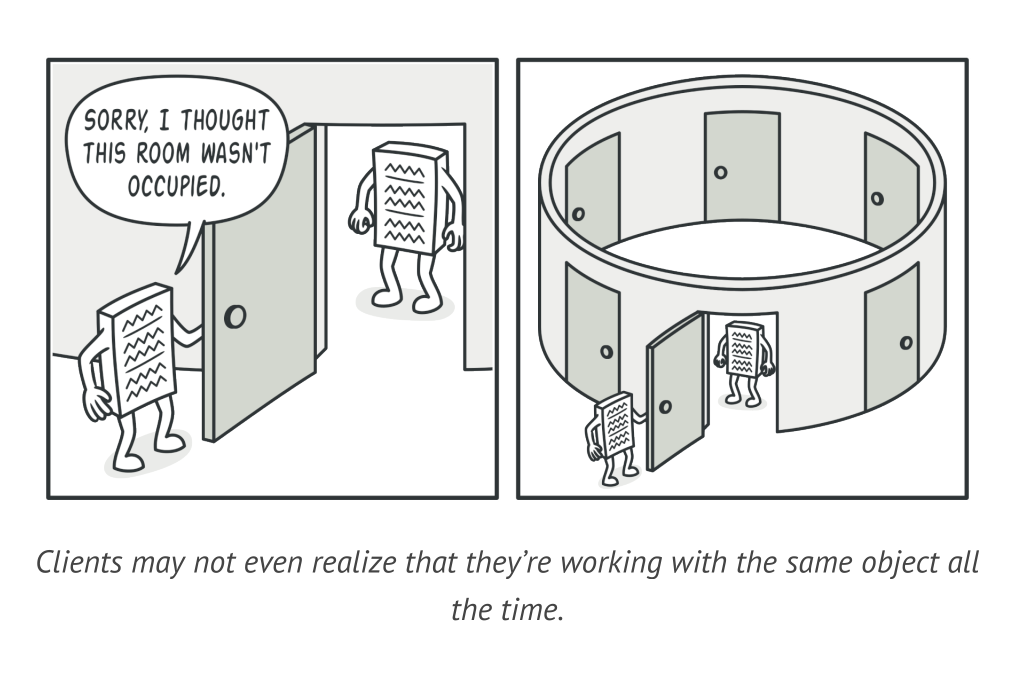 SORRY, I THOUGHT
THIS ROOM WASN'T
OCCUPIED.
Clients may not even realize that they’re working with the same object all
the time.